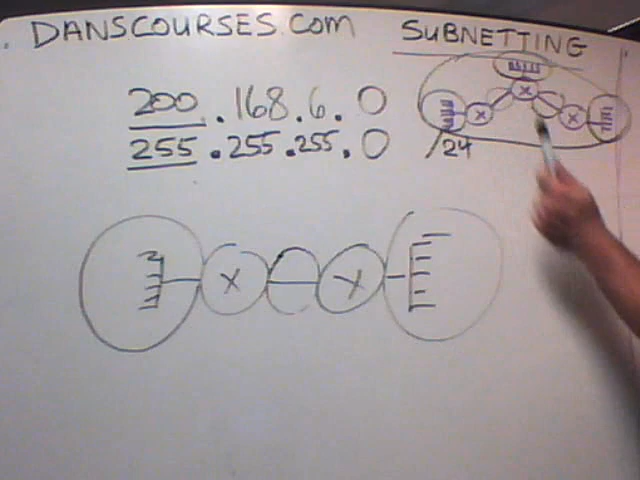 DANSCOURSES.COM
SUBNETTING
200.168.6.0
255.255.255.0
/24
X X X
X X